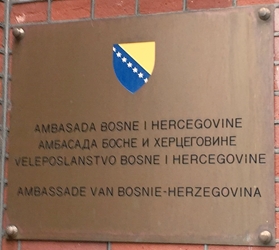 AMBASADA BOSNE I HERCEGOVINE
АМБАСАДА БОСНЕ И ХЕРЦЕГОВИНЕ
VELEPOSLANSTVO BOSNE I HERCEGOVINE
AMBASSADE VAN BOSNIE-HERZEGOVINA